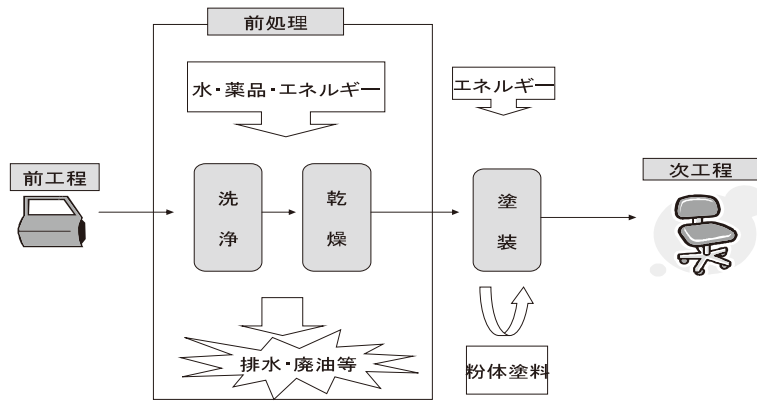 前処理
水・薬品・エネルギー
エネルギー
前工程
洗浄
乾燥
塗装
次工程
排水・廃油等
粉体塗料